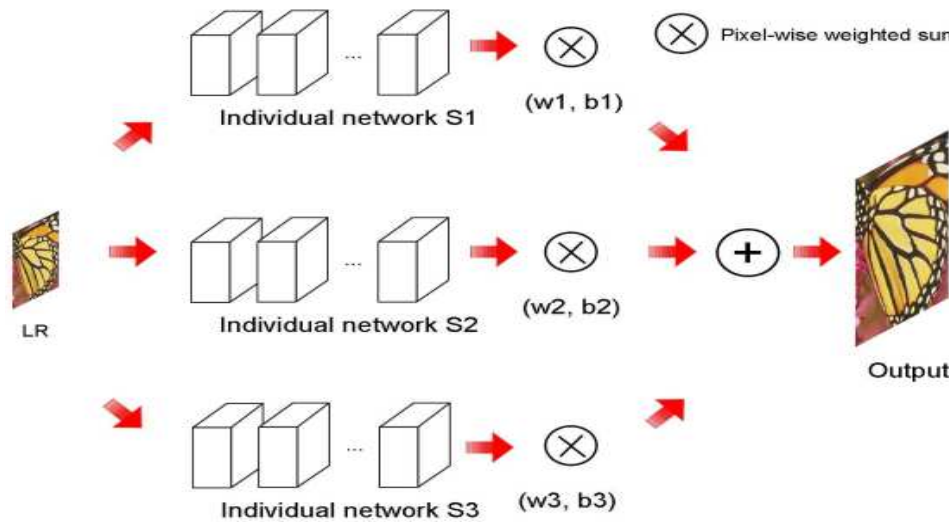 Pixel-wise weighted sum
(w1, b1)
Individual network S1
...
LR
...
(w2, b2)
Individual network S2
Output
...
(w3, b3)
Individual network S3